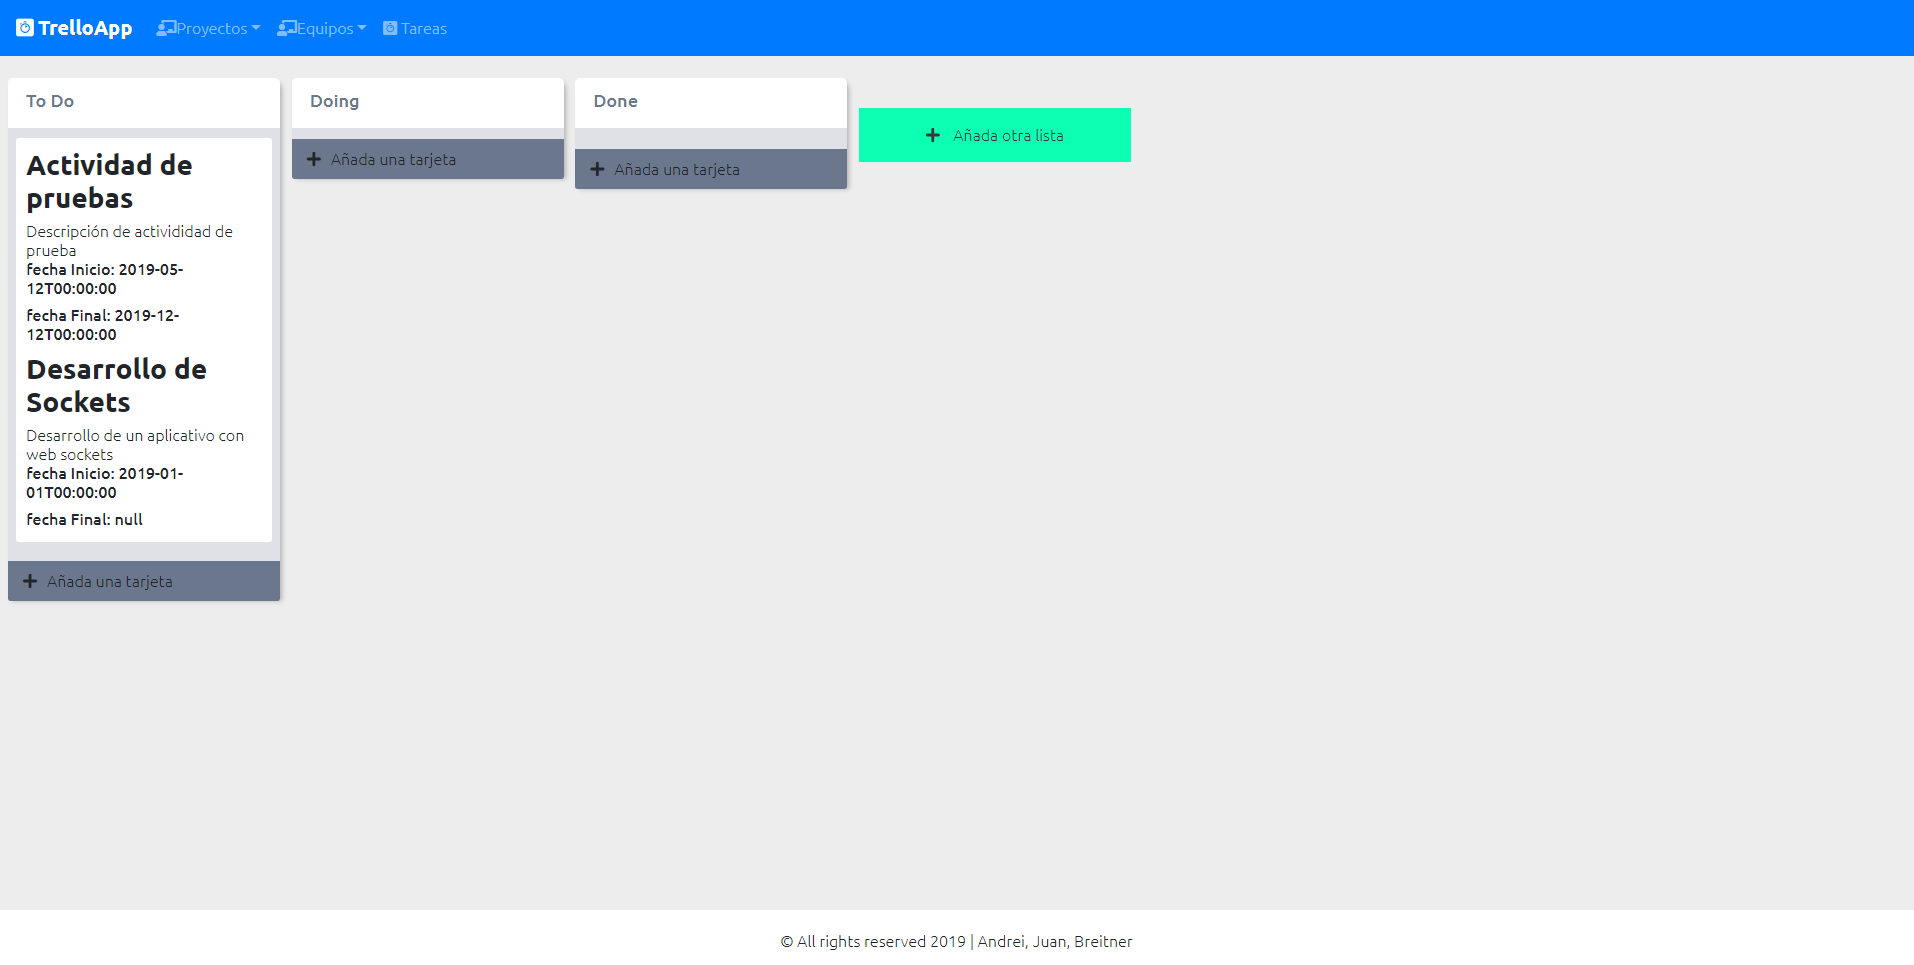 TrelloApp Proyectos Equipos Tareas
To Do
Actividad de
pruebas
Descripción de activididad de
prueba
fecha Inicio: 2019-05-
12T00:00:00
fecha Final: 2019-12-
12T00:00:00
Desarrollo de
Sockets
Desarrollo de un aplicativo con
web sockets
fecha Inicio: 2019-01-
01T00:00:00
fecha Final: null
Añada una tarjeta
Doing
Añada una tarjeta
Done
Añada una tarjeta
Añada otra lista
© All rights reserved 2019 | Andrei, Juan, Breitner